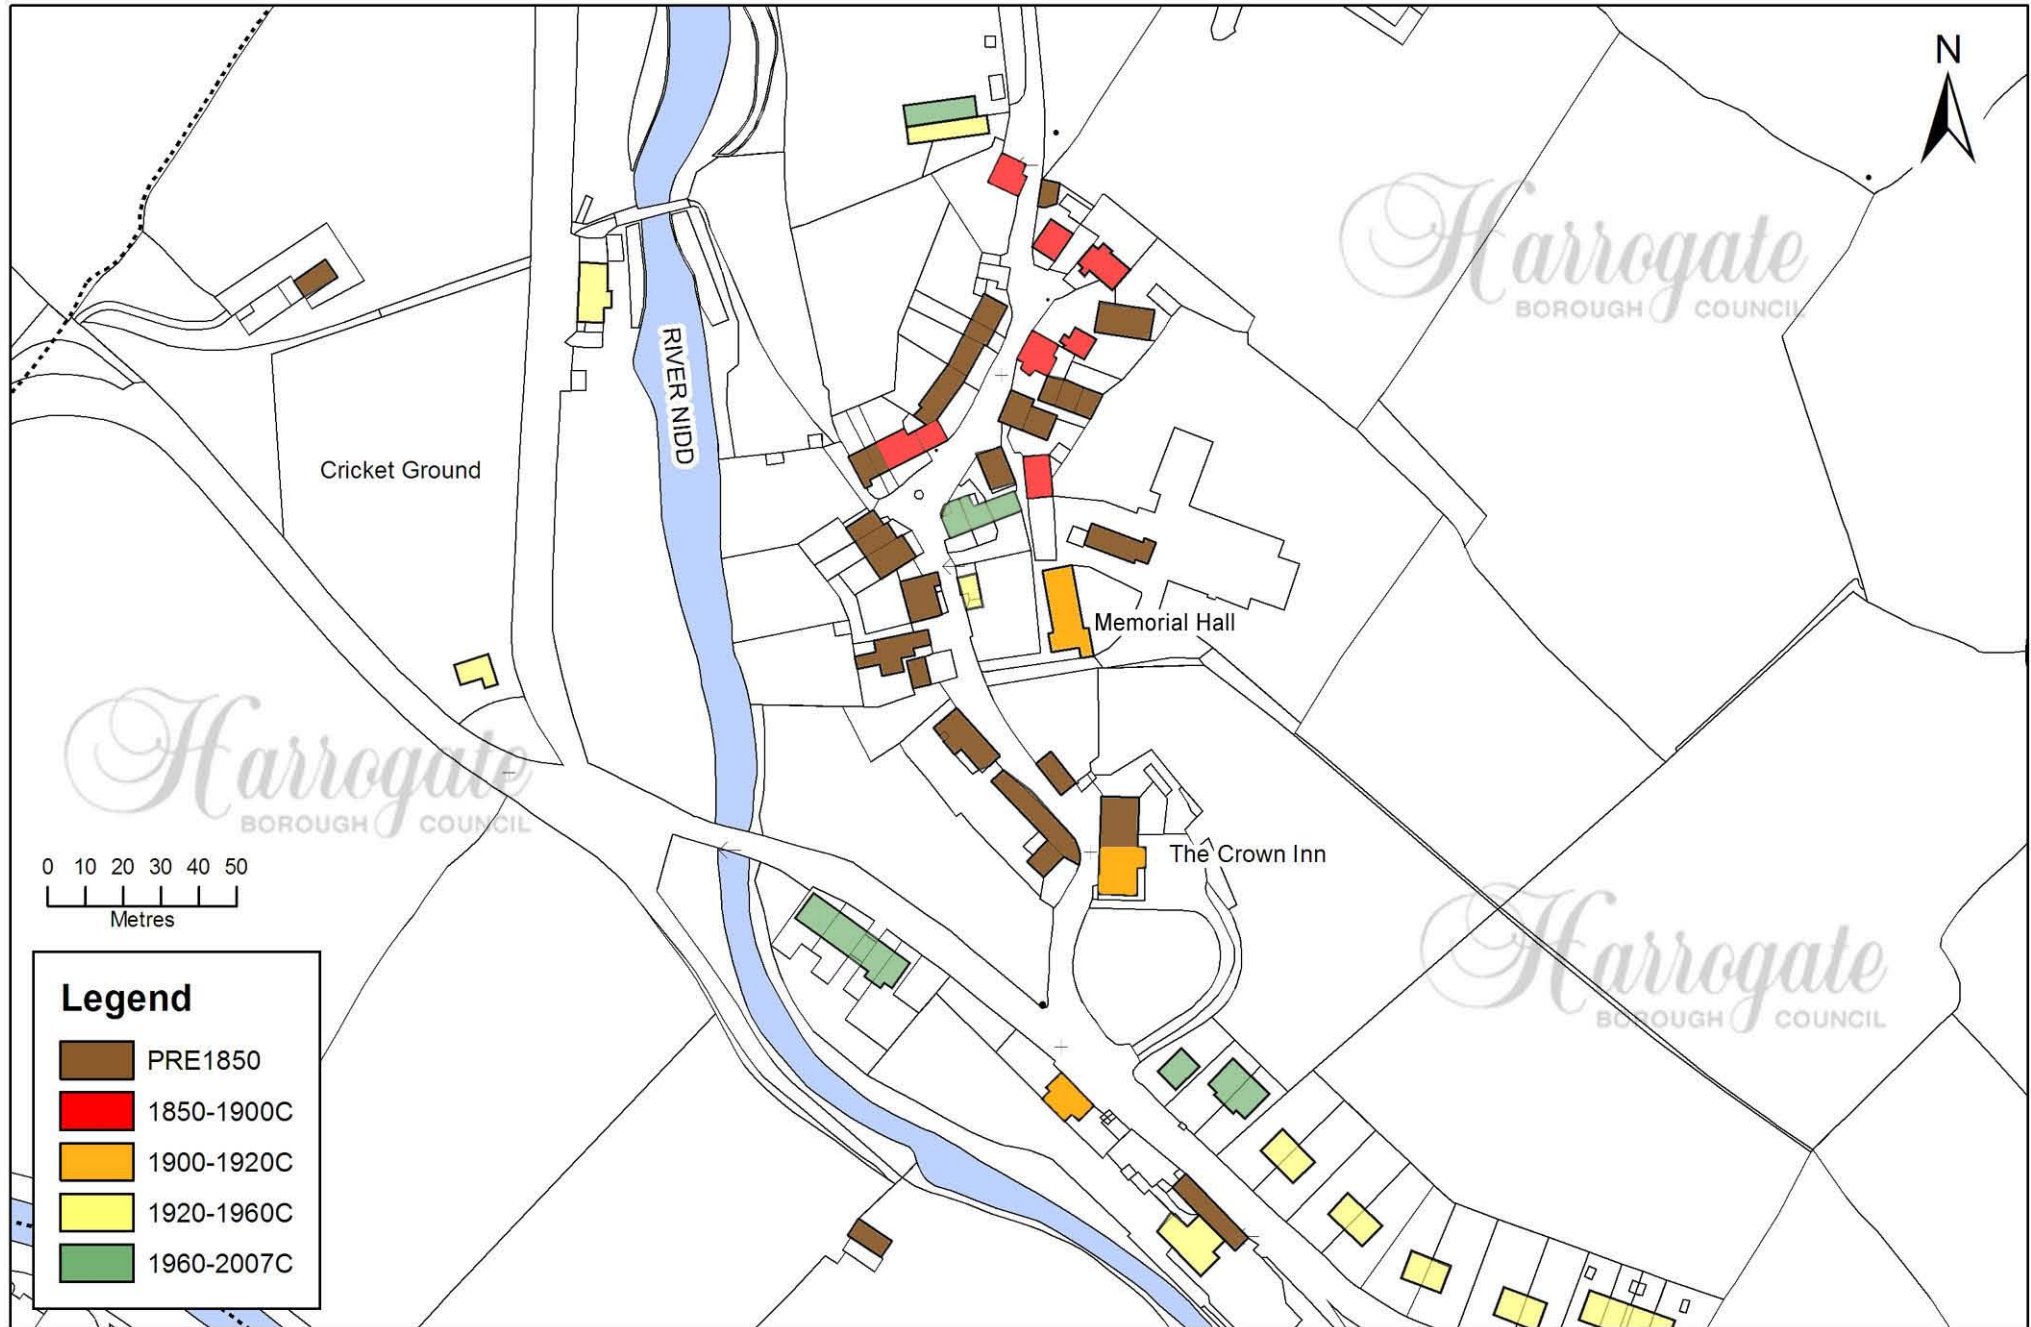 N
Harrogate
BOROUGH COUNCIL
RIVER NIDD
Cricket Ground
Memorial Hall
Harrogate
BOROUGH COUNCIL
The Crown Inn
0 10 20 30 40 50
Metres
Harrogate
BOROUGH COUNCIL
Legend
PRE1850
1850-1900C
1900-1920C
1920-1960C
1960-2007C